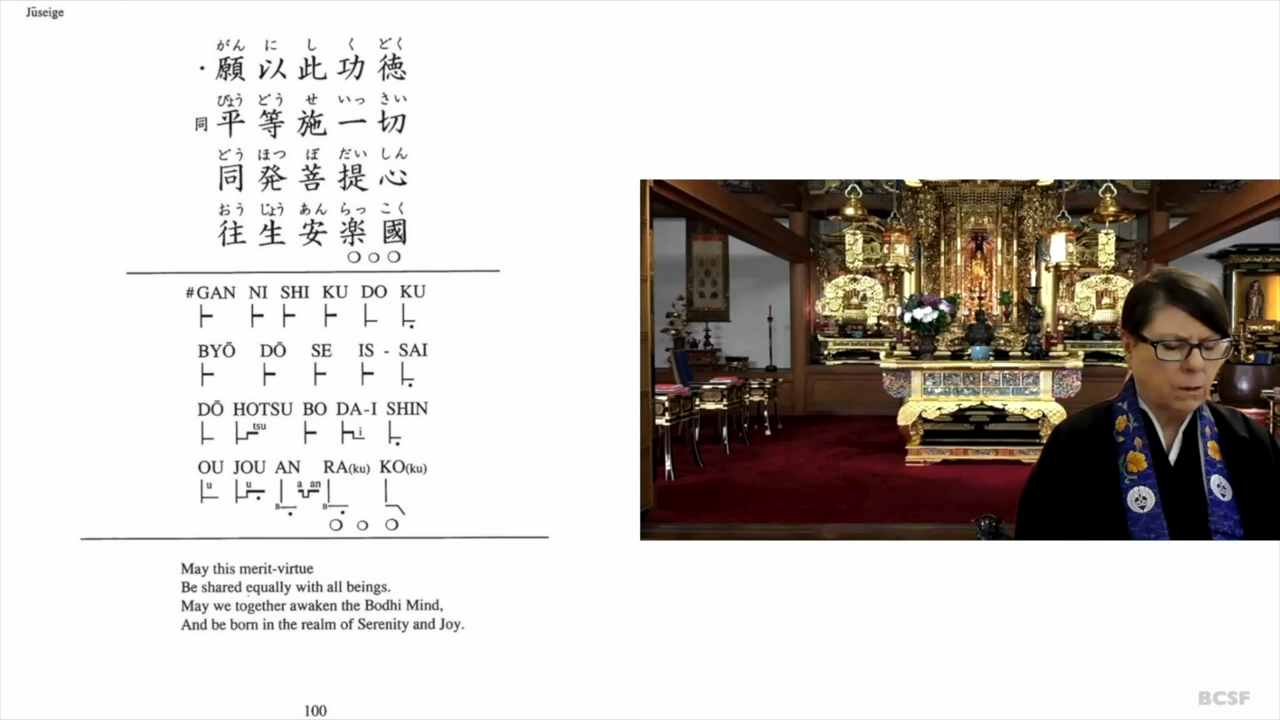 Jūseige
がん に し く どく
・願以此功徳
びょう どう せ いっ さい
同 平等施一切
どう ほつ ぼ だい しん
同発菩提心
おう じょう あん らっ こく
往生安楽國
#GAN NI SHI KU DO KU
BYŌ DŌ SE IS - SAI
DŌ HOTSU BO DA-I SHIN
tsu i
OU JOU AN RA(ku) KO(ku)
u u a an
B B
May this merit-virtue
Be shared equally with all beings.
May we together awaken the Bodhi Mind,
And be born in the realm of Serenity and Joy.
100
BCSF